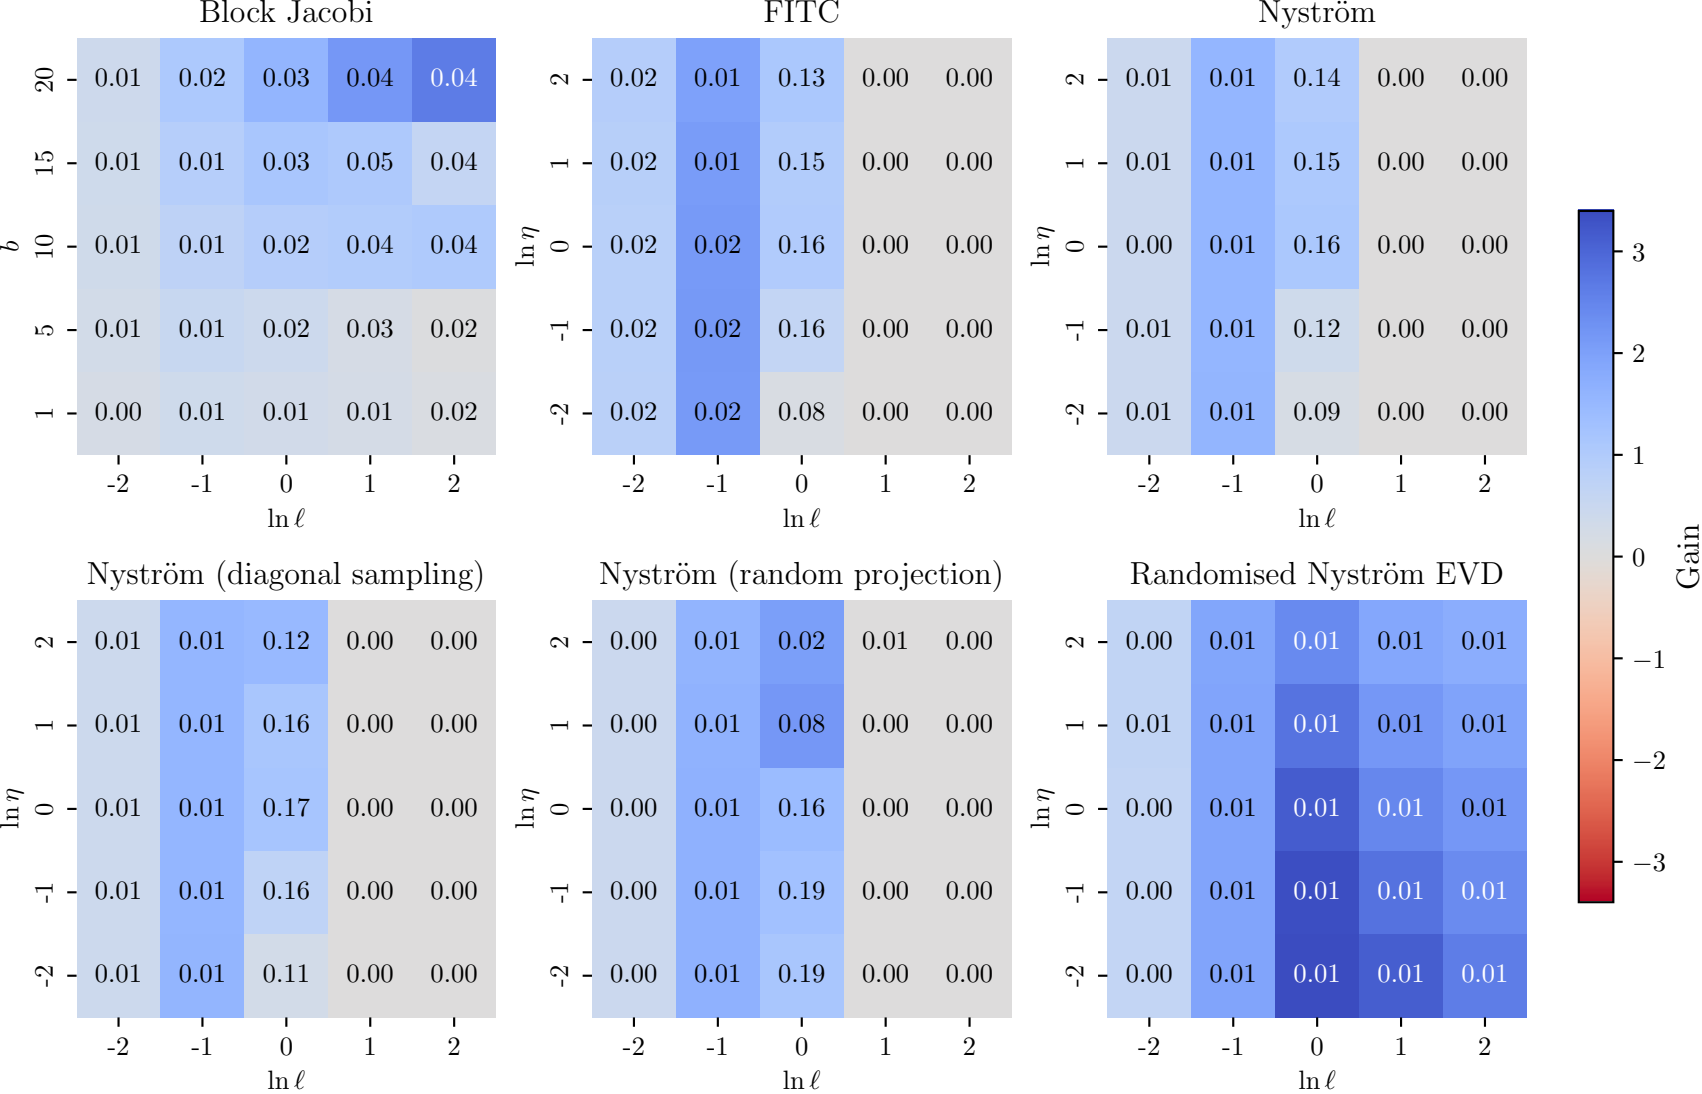 Block Jacobi
b
20 0.01 0.02 0.03 0.04 0.04
15 0.01 0.01 0.03 0.05 0.04
10 0.01 0.01 0.02 0.04 0.04
5 0.01 0.01 0.02 0.03 0.02
1 0.00 0.01 0.01 0.01 0.02
-2 -1 0 1 2
ln ℓ
FITC
ln η
2 0.02 0.01 0.13 0.00 0.00
1 0.02 0.01 0.15 0.00 0.00
0 0.02 0.02 0.16 0.00 0.00
-1 0.02 0.02 0.16 0.00 0.00
-2 0.02 0.02 0.08 0.00 0.00
-2 -1 0 1 2
ln ℓ
Nyström
ln η
2 0.01 0.01 0.14 0.00 0.00
1 0.01 0.01 0.15 0.00 0.00
0 0.00 0.01 0.16 0.00 0.00
-1 0.01 0.01 0.12 0.00 0.00
-2 0.01 0.01 0.09 0.00 0.00
-2 -1 0 1 2
ln ℓ
Nyström (diagonal sampling)
ln η
2 0.01 0.01 0.12 0.00 0.00
1 0.01 0.01 0.16 0.00 0.00
0 0.01 0.01 0.17 0.00 0.00
-1 0.01 0.01 0.16 0.00 0.00
-2 0.01 0.01 0.11 0.00 0.00
-2 -1 0 1 2
ln ℓ
Nyström (random projection)
ln η
2 0.00 0.01 0.02 0.01 0.00
1 0.00 0.01 0.08 0.00 0.00
0 0.00 0.01 0.16 0.00 0.00
-1 0.00 0.01 0.19 0.00 0.00
-2 0.00 0.01 0.19 0.00 0.00
-2 -1 0 1 2
ln ℓ
Randomised Nyström EVD
ln η
2 0.00 0.01 0.01 0.01 0.01
1 0.01 0.01 0.01 0.01 0.01
0 0.00 0.01 0.01 0.01 0.01
-1 0.00 0.01 0.01 0.01 0.01
-2 0.00 0.01 0.01 0.01 0.01
-2 -1 0 1 2
ln ℓ
3
2
1
0
−1
−2
−3
Gain